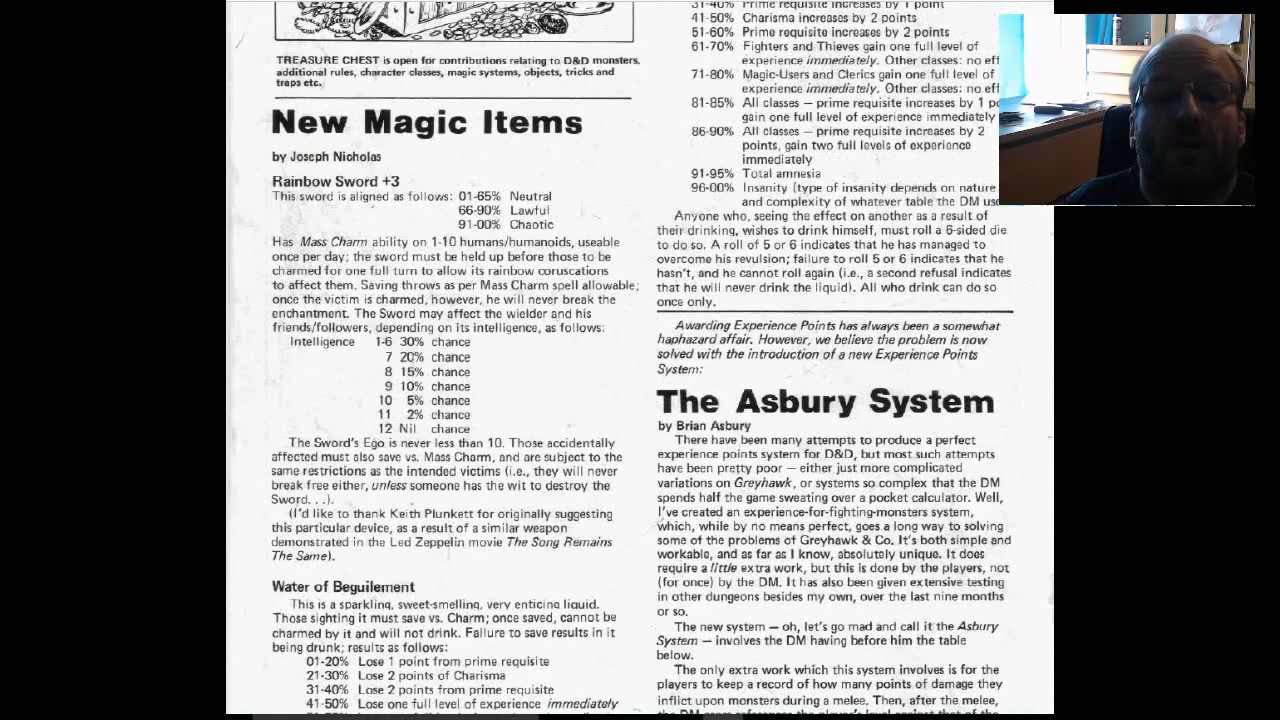 TREASURE CHEST is open for contributions relating to D&D monsters,
additional rules, character classes, magic systems, objects, tricks and
traps etc.
New Magic Items
by Joseph Nicholas
Rainbow Sword +3
This sword is aligned as follows: 01-65% Neutral
66-90% Lawful
91-00% Chaotic
Has Mass Charm ability on 1-10 humans/humanoids, useable
once per day; the sword must be held up before those to be
charmed for one full turn to allow its rainbow coruscations
to affect them. Saving throws as per Mass Charm spell allowable;
once the victim is charmed, however, he will never break the
enchantment. The Sword may affect the wielder and his
friends/followers, depending on its intelligence, as follows:
Intelligence 1-6 30% chance
7 20% chance
8 15% chance
9 10% chance
10 5% chance
11 2% chance
12 Nil chance
The Sword's Ego is never less than 10. Those accidentally
affected must also save vs. Mass Charm, and are subject to the
same restrictions as the intended victims (i.e., they will never
break free either, unless someone has the wit to destroy the
Sword. . .).
(I'd like to thank Keith Plunkett for originally suggesting
this particular device, as a result of a similar weapon
demonstrated in the Led Zeppelin movie The Song Remains
The Same).
Water of Beguilement
This is a sparkling, sweet-smelling, very enticing liquid.
Those sighting it must save vs. Charm; once saved, cannot be
charmed by it and will not drink. Failure to save results in it
being drunk; results as follows:
01-20% Lose 1 point from prime requisite
21-30% Lose 2 points of Charisma
31-40% Lose 2 points from prime requisite
41-50% Lose one full level of experience immediately
31-40% Prime requisite increases by 1 point
41-50% Charisma increases by 2 points
51-60% Prime requisite increases by 2 points
61-70% Fighters and Thieves gain one full level of
experience immediately. Other classes: no eff
71-80% Magic-Users and Clerics gain one full level of
experience immediately. Other classes: no eff
81-85% All classes — prime requisite increases by 1 po
gain one full level of experience immediately
86-90% All classes — prime requisite increases by 2
points, gain two full levels of experience
immediately
91-95% Total amnesia
96-00% Insanity (type of insanity depends on nature
and complexity of whatever table the DM use
Anyone who, seeing the effect on another as a result of
their drinking, wishes to drink himself, must roll a 6-sided die
to do so. A roll of 5 or 6 indicates that he has managed to
overcome his revulsion; failure to roll 5 or 6 indicates that he
hasn't, and he cannot roll again (i.e., a second refusal indicates
that he will never drink the liquid). All who drink can do so
once only.
Awarding Experience Points has always been a somewhat
haphazard affair. However, we believe the problem is now
solved with the introduction of a new Experience Points
System:
The Asbury System
by Brian Asbury
There have been many attempts to produce a perfect
experience points system for D&D, but most such attempts
have been pretty poor — either just more complicated
variations on Greyhawk, or systems so complex that the DM
spends half the game sweating over a pocket calculator. Well,
I've created an experience-for-fighting-monsters system,
which, while by no means perfect, goes a long way to solving
some of the problems of Greyhawk & Co. It's both simple and
workable, and as far as I know, absolutely unique. It does
require a little extra work, but this is done by the players, not
(for once) by the DM. It has also been given extensive testing
in other dungeons besides my own, over the last nine months
or so.
The new system — oh, let's go mad and call it the Asbury
System — involves the DM having before him the table
below.
The only extra work which this system involves is for the
players to keep a record of how many points of damage they
inflict upon monsters during a melee. Then, after the melee,